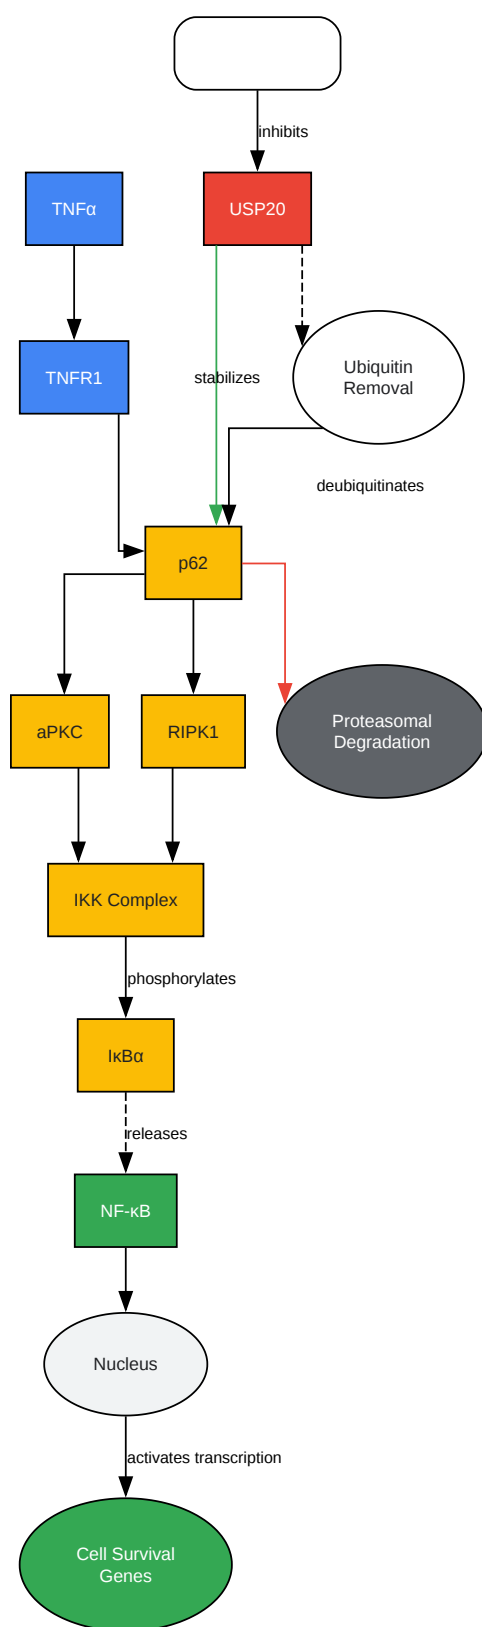 inhibits
TNFα
USP20
TNFR1
stabilizes
Ubiquitin
Removal
deubiquitinates
p62
aPKC
RIPK1
Proteasomal
Degradation
IKK Complex
phosphorylates
IκBα
releases
NF-κB
Nucleus
activates transcription
Cell Survival
Genes